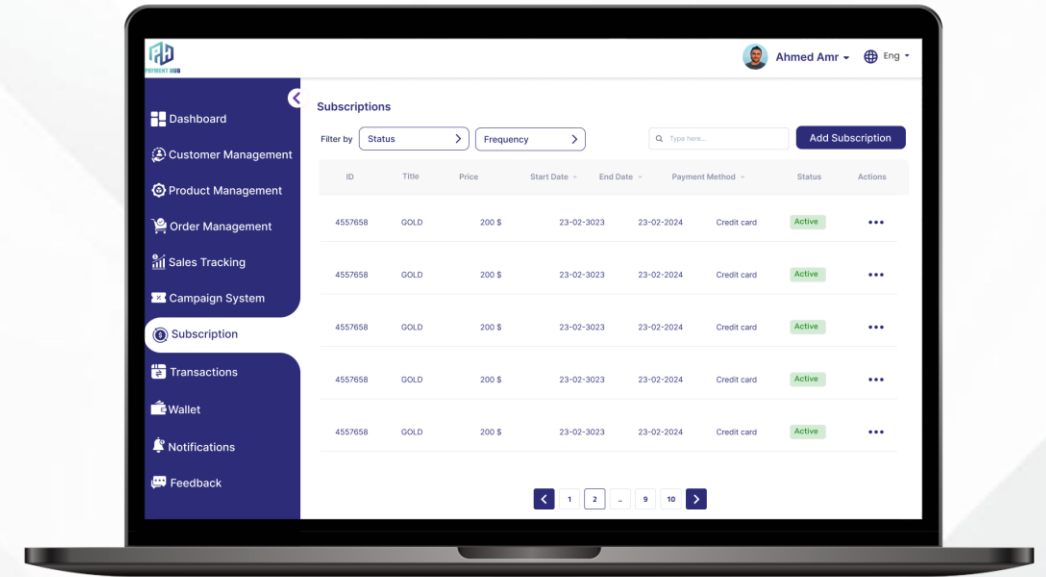 PAYMENT HUB
Ahmed Amr
Eng
Dashboard
Customer Management
Product Management
Order Management
Sales Tracking
Campaign System
Subscription
Transactions
Wallet
Notifications
Feedback
Subscriptions
Filter by Status Frequency Type here... Add Subscription
ID Title Price Start Date End Date Payment Method Status Actions
4557658 GOLD 200 $ 23-02-3023 23-02-2024 Credit card Active
4557658 GOLD 200 $ 23-02-3023 23-02-2024 Credit card Active
4557658 GOLD 200 $ 23-02-3023 23-02-2024 Credit card Active
4557658 GOLD 200 $ 23-02-3023 23-02-2024 Credit card Active
4557658 GOLD 200 $ 23-02-3023 23-02-2024 Credit card Active
1 2 ... 9 10